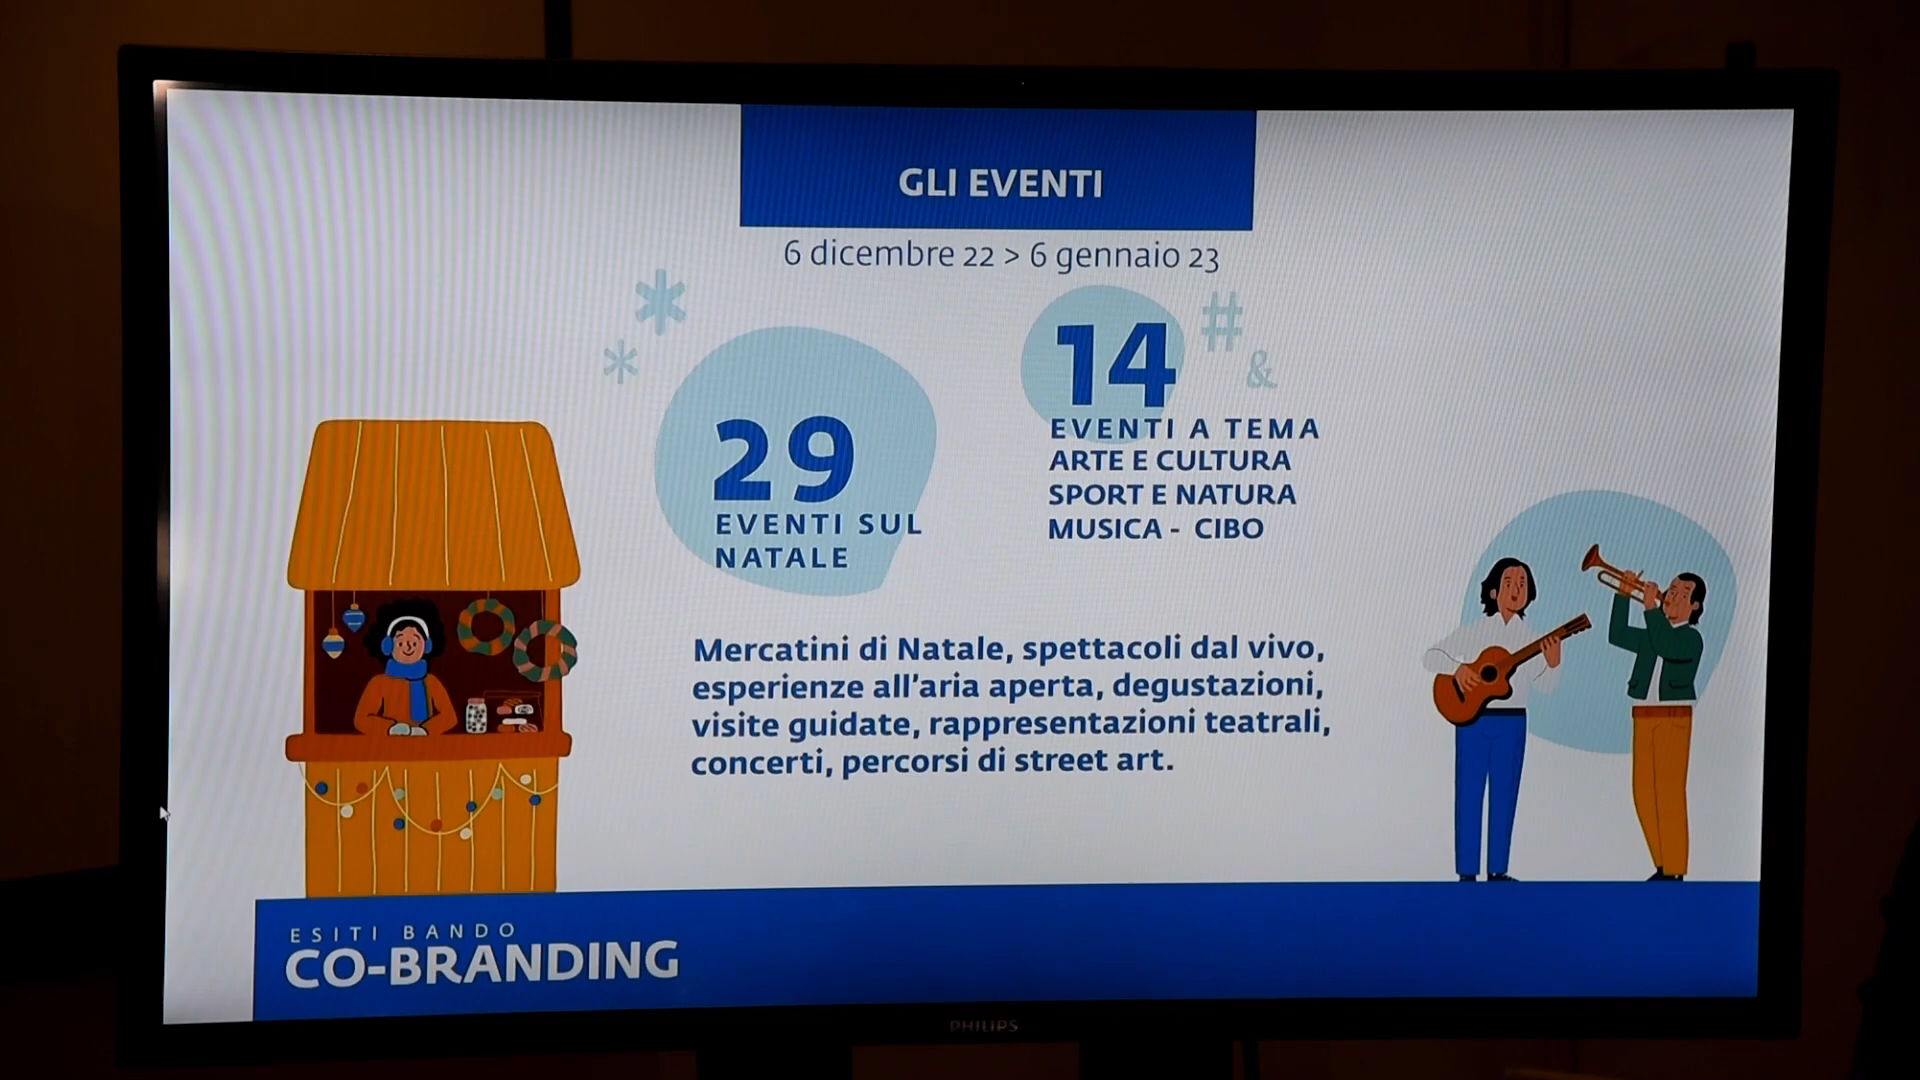 GLI EVENTI
6 dicembre 22 > 6 gennaio 23
29
EVENTI SUL
NATALE
14
EVENTI A TEMA
ARTE E CULTURA
SPORT E NATURA
MUSICA - CIBO
* * # &
Mercatini di Natale, spettacoli dal vivo,
esperienze all'aria aperta, degustazioni,
visite guidate, rappresentazioni teatrali,
concerti, percorsi di street art.
ESITI BANDO
CO-BRANDING
PHILIPS